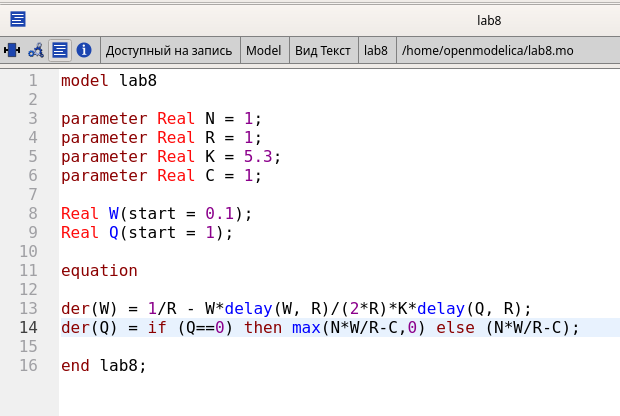 lab8
Доступный на запись Model Вид Текст lab8 /home/openmodelica/lab8.mo
1 model lab8
2
3 parameter Real N = 1;
4 parameter Real R = 1;
5 parameter Real K = 5.3;
6 parameter Real C = 1;
7
8 Real W(start = 0.1);
9 Real Q(start = 1);
10
11 equation
12
13 der(W) = 1/R - W*delay(W, R)/(2*R)*K*delay(Q, R);
14 der(Q) = if (Q==0) then max(N*W/R-C,0) else (N*W/R-C);
15
16 end lab8;